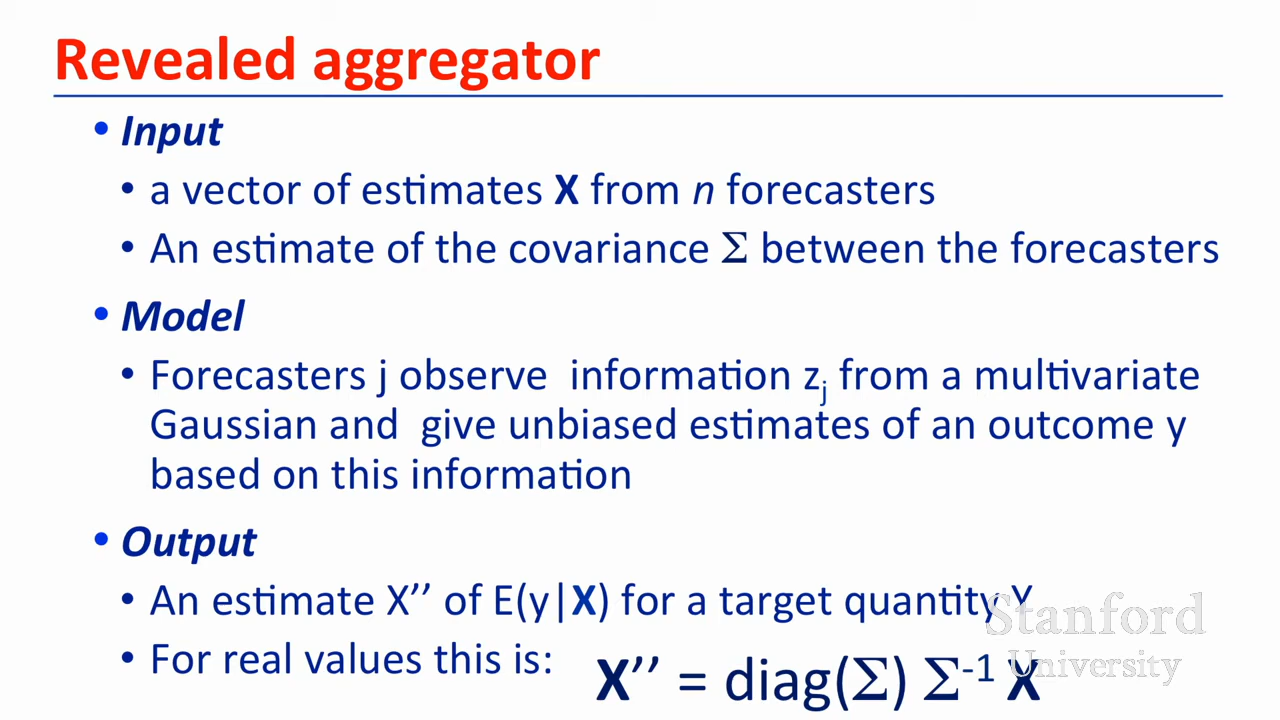 Revealed aggregator
• Input
• a vector of estimates X from n forecasters
• An estimate of the covariance Σ between the forecasters
• Model
• Forecasters j observe information zj from a multivariate
Gaussian and give unbiased estimates of an outcome y
based on this information
• Output
• An estimate X’’ of E(y|X) for a target quantity Y
• For real values this is:
X’’ = diag(Σ) Σ-1 X
Stanford
University